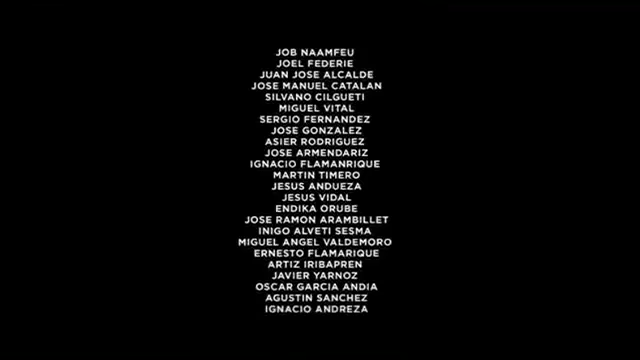 JOB NAAMFEU
JOEL FEDERIE
JUAN JOSE ALCALDE
JOSE MANUEL CATALAN
SILVANO CILGUETI
MIGUEL VITAL
SERGIO FERNANDEZ
JOSE GONZALEZ
ASIER RODRIGUEZ
JOSE ARMENDARIZ
IGNACIO FLAMANRIQUE
MARTIN TIMERO
JESUS ANDUEZA
JESUS VIDAL
ENDIKA ORUBE
JOSE RAMON ARAMBILLET
INIGO ALVETI SESMA
MIGUEL ANGEL VALDEMORO
ERNESTO FLAMARIQUE
ARTIZ IRIBAPREN
JAVIER YARNOZ
OSCAR GARCIA ANDIA
AGUSTIN SANCHEZ
IGNACIO ANDREZA